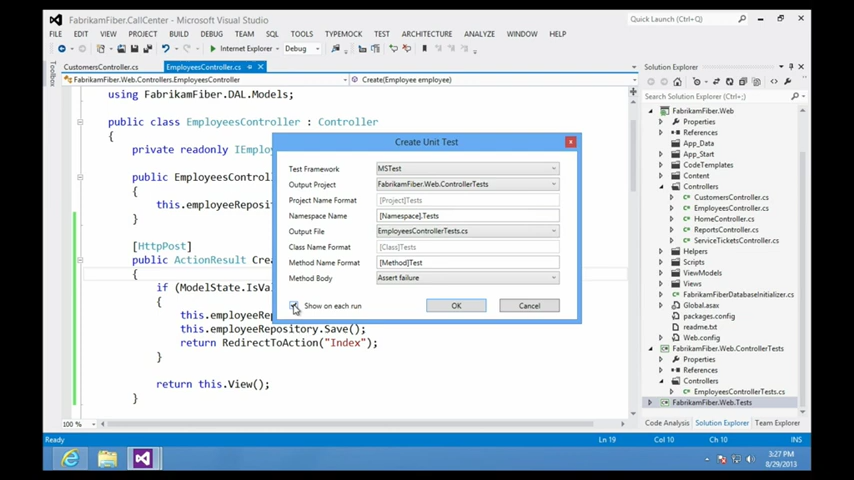 FabrikamFiber.CallCenter - Microsoft Visual Studio
Quick Launch (Ctrl+Q)
FILE EDIT VIEW PROJECT BUILD DEBUG TEAM SQL TOOLS TYPEMOCK TEST ARCHITECTURE ANALYZE WINDOW HELP
Internet Explorer Debug
Toolbox
CustomersController.cs EmployeesController.cs
FabrikamFiber.Web.Controllers.EmployeesController
Create(Employee employee)
using FabrikamFiber.DAL.Models;
public class EmployeesController : Controller
{
private readonly IEmp
public EmployeesContro
{
this.employeeReposi
[HttpPost]
public ActionResult Crea
{
if (ModelState.IsVal
this.employeeRep
this.employeeRepository.Save();
return RedirectToAction("Index");
}
return this.View();
}
100 %
Create Unit Test
Test Framework MSTest
Output Project FabrikamFiber.Web.ControllerTests
Project Name Format [Project]Tests
Namespace Name [Namespace].Tests
Output File EmployeesControllerTests.cs
Class Name Format [Class]Tests
Method Name Format [Method]Test
Method Body Assert failure
Show on each run
OK
Cancel
Solution Explorer
Search Solution Explorer (Ctrl+;)
FabrikamFiber.Web
Properties
References
App_Data
App_Start
CodeTemplates
Content
Controllers
CustomersController.cs
EmployeesController.cs
HomeController.cs
ReportsController.cs
ServiceTicketsController.cs
Helpers
Scripts
ViewModels
Views
FabrikamFiberDatabaseInitializer.cs
Global.asax
packages.config
readme.txt
Web.config
FabrikamFiber.Web.ControllerTests
Properties
References
Controllers
EmployeesControllerTests.cs
FabrikamFiber.Web.Tests
Code Analysis Solution Explorer Team Explorer
Ready
Ln 19 Col 10 Ch 10 INS
3:27 PM
8/29/2013